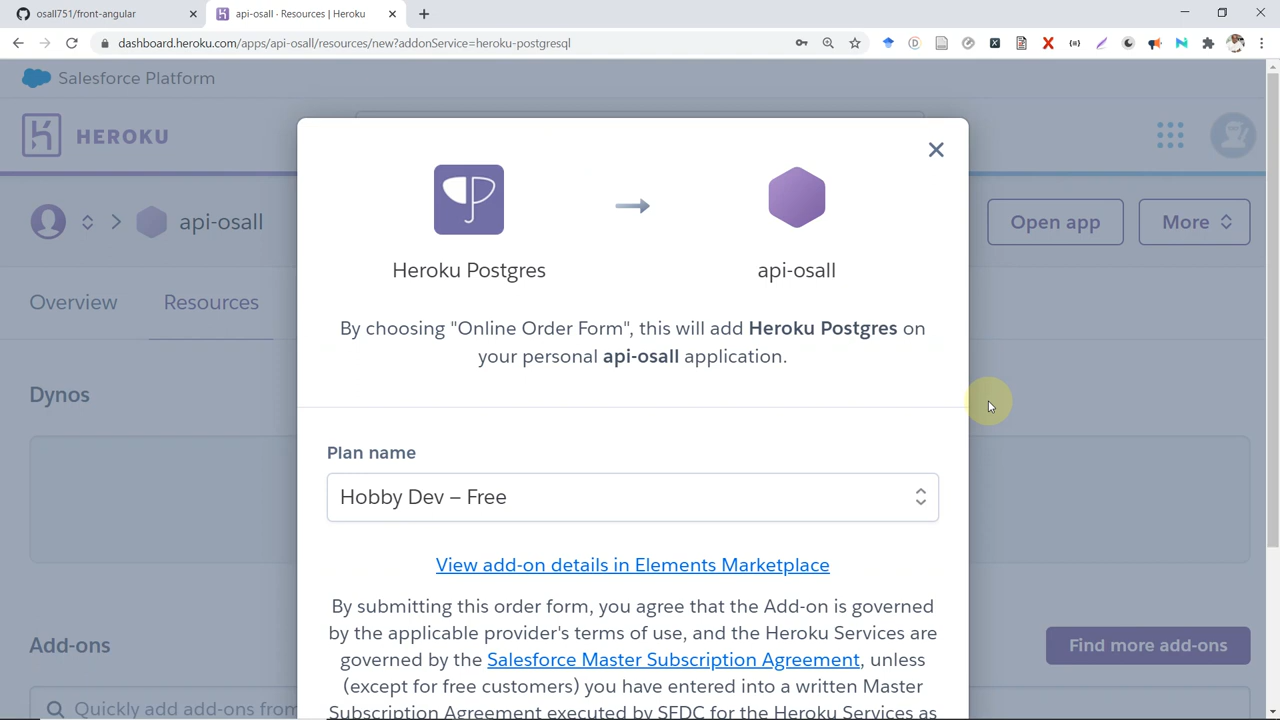 osall751/front-angular
api-osall · Resources | Heroku
dashboard.heroku.com/apps/api-osall/resources/new?addonService=heroku-postgresql
Salesforce Platform
HEROKU
api-osall
Open app
More
Heroku Postgres
api-osall
By choosing "Online Order Form", this will add Heroku Postgres on
your personal api-osall application.
Overview
Resources
Dynos
Plan name
Hobby Dev – Free
View add-on details in Elements Marketplace
By submitting this order form, you agree that the Add-on is governed
by the applicable provider's terms of use, and the Heroku Services are
governed by the Salesforce Master Subscription Agreement, unless
(except for free customers) you have entered into a written Master
Subscription Agreement executed by SFDC for the Heroku Services as
Add-ons
Find more add-ons
Quickly add add-ons from